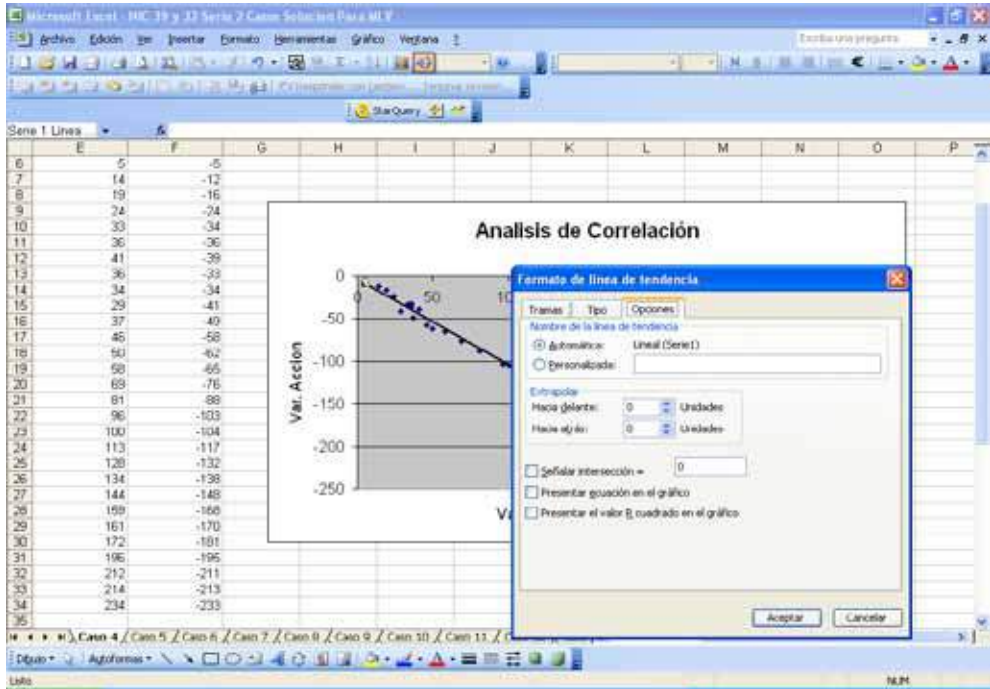 Microsoft Excel - NIC 39 y 32 Serie 2 Casos Solucion Para MLV
Archivo Edición Ver Insertar Formato Herramientas Gráfico Ventana ?
Escriba una pregunta
StarQuery
Serie 1 Línea
fx
E F G H I J K L M N O P
6 5 -5
7 14 -12
8 19 -16
9 24 -24
10 33 -34
11 36 -36
12 41 -39
13 36 -33
14 34 -34
15 29 -41
16 37 -49
17 46 -58
18 50 -62
19 58 -65
20 69 -76
21 81 -88
22 96 -103
23 100 -104
24 113 -117
25 128 -132
26 134 -138
27 144 -148
28 159 -168
29 161 -170
30 172 -181
31 196 -195
32 212 -211
33 214 -213
34 234 -233
35
Analisis de Correlación
0
-50
-100
-150
-200
-250
0 50 10
Var. Accion
Va
Formato de línea de tendencia
Tramas Tipo Opciones
Nombre de la línea de tendencia
Automática: Lineal (Serie1)
Personalizada:
Extrapolar
Hacia delante: 0 Unidades
Hacia atrás: 0 Unidades
Señalar intersección = 0
Presentar ecuación en el gráfico
Presentar el valor R cuadrado en el gráfico
Aceptar Cancelar
Caso 4 Caso 5 Caso 6 Caso 7 Caso 8 Caso 9 Caso 10 Caso 11
Dibujo Autoformas
Listo
NUM